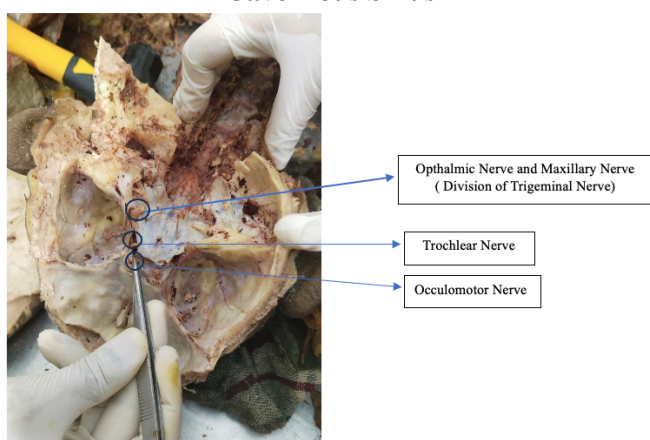 Opthalmic Nerve and Maxillary Nerve
( Division of Trigeminal Nerve)
Trochlear Nerve
Occulomotor Nerve